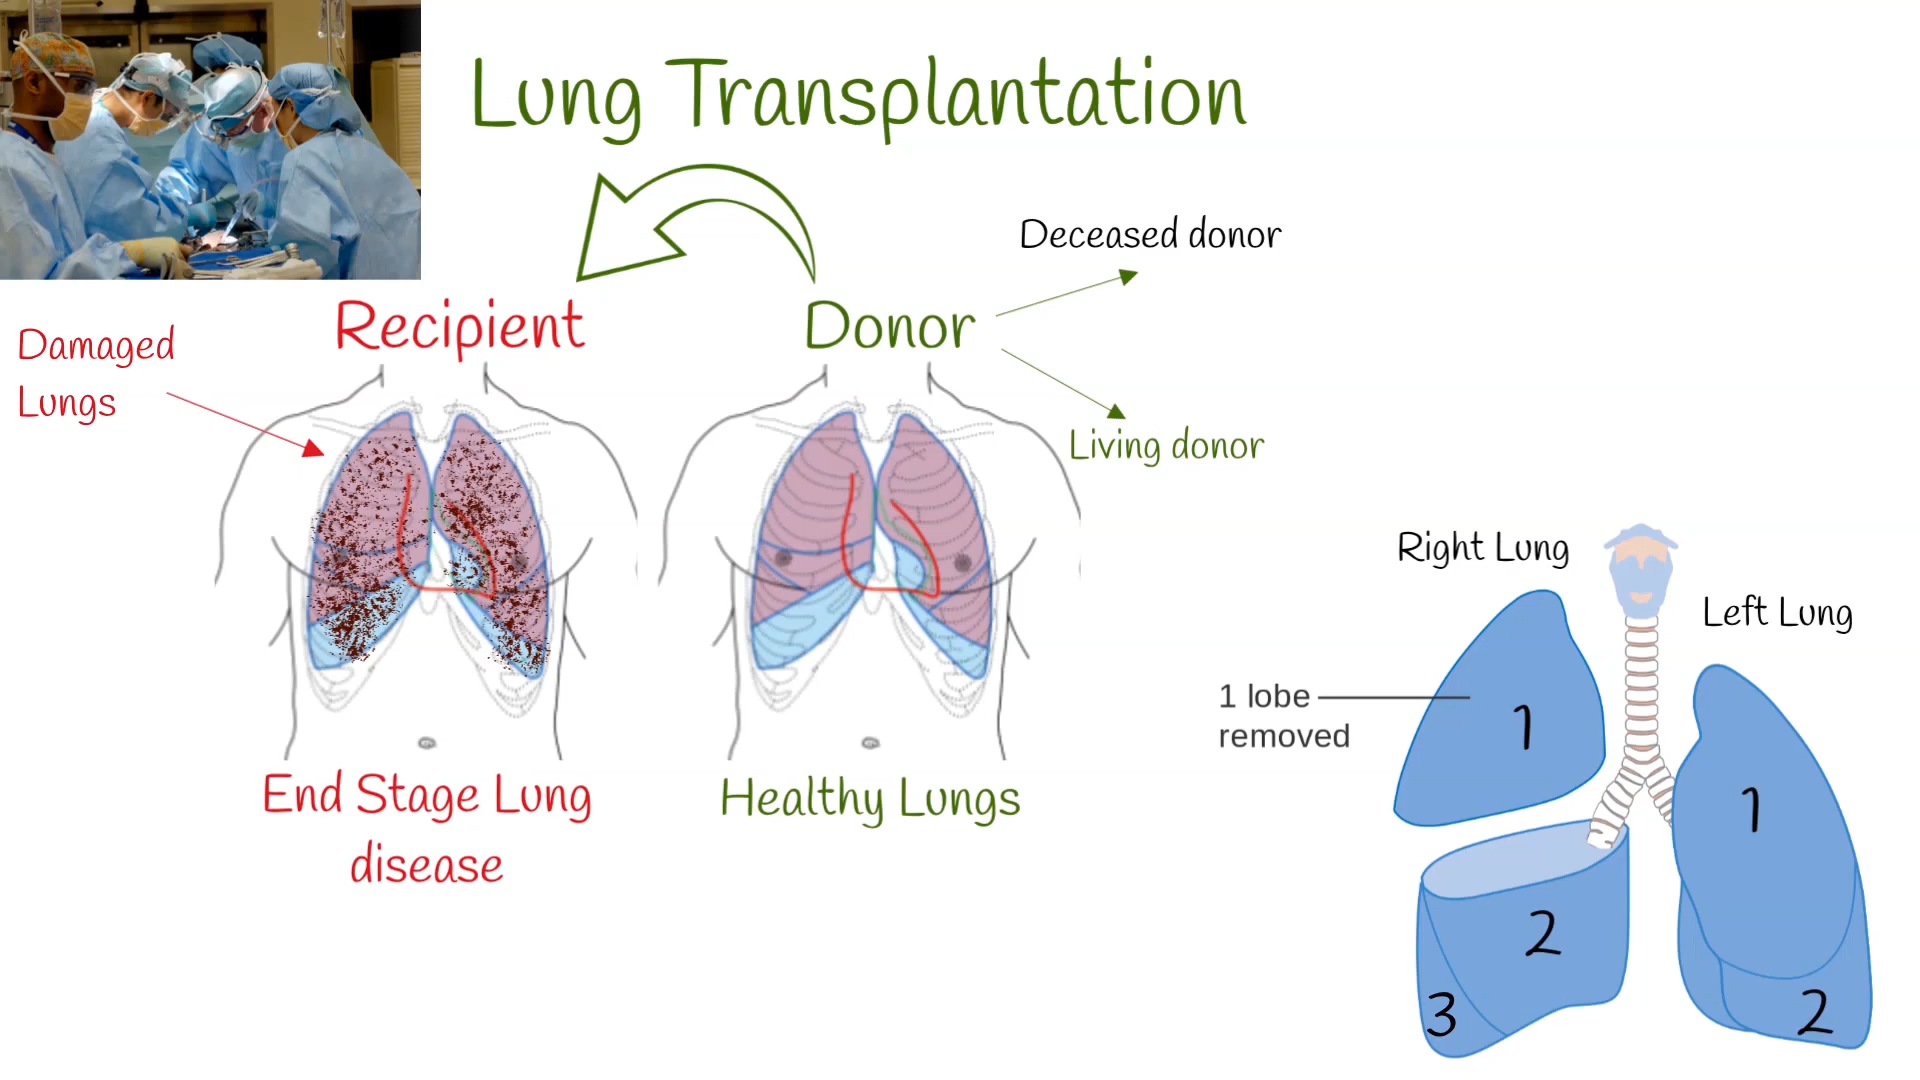 Lung Transplantation
Deceased donor
Recipient
Donor
Damaged
Lungs
Living donor
Right Lung
Left Lung
1 lobe
removed
1
1
End Stage Lung
disease
Healthy Lungs
2
3
2